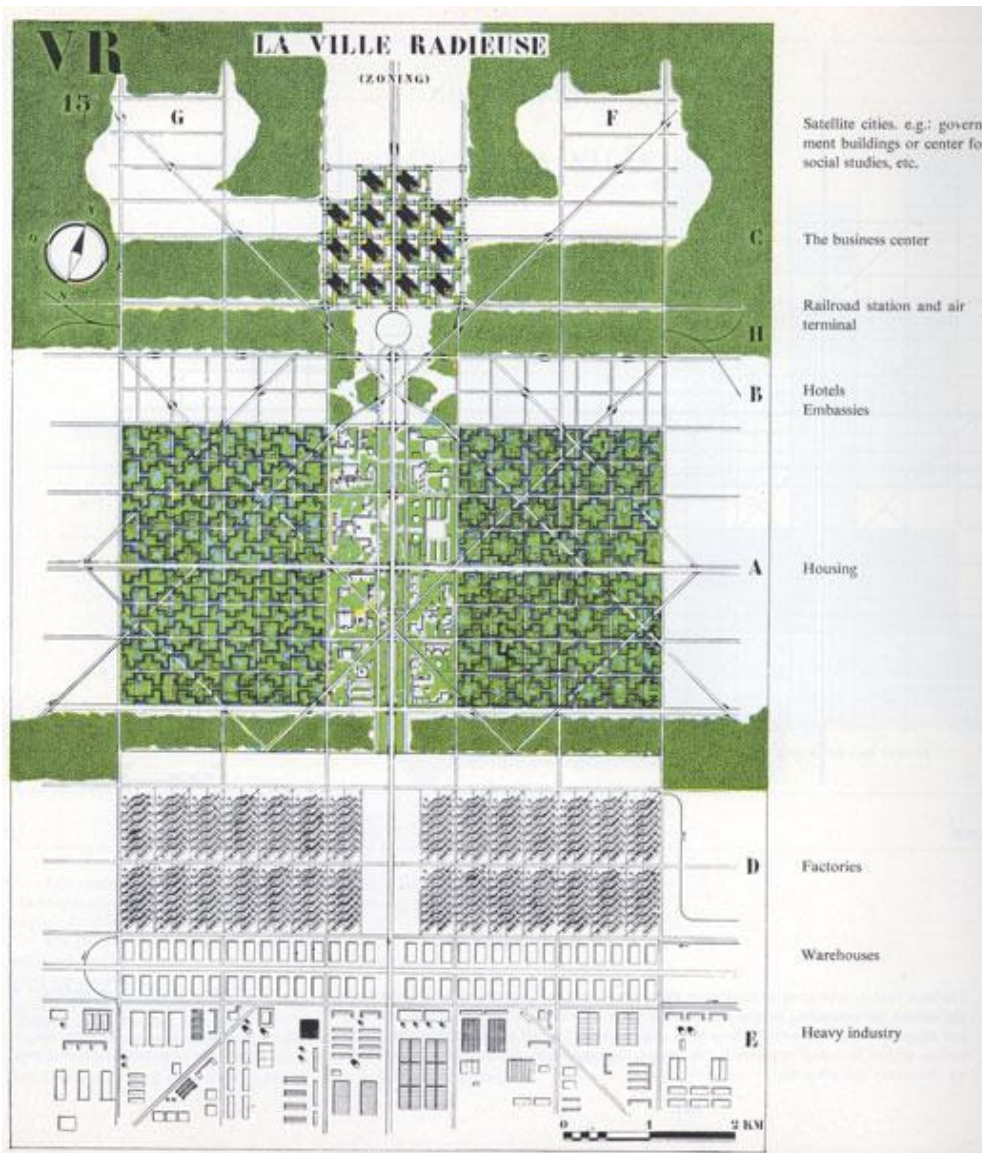 VR
LA VILLE RADIEUSE
(ZONING)
15
G
F
Satellite cities. e.g.: govern
ment buildings or center fo
social studies, etc.
C
The business center
Railroad station and air
terminal
H
B
Hotels
Embassies
A
Housing
D
Factories
Warehouses
E
Heavy industry
0
1
2 KM